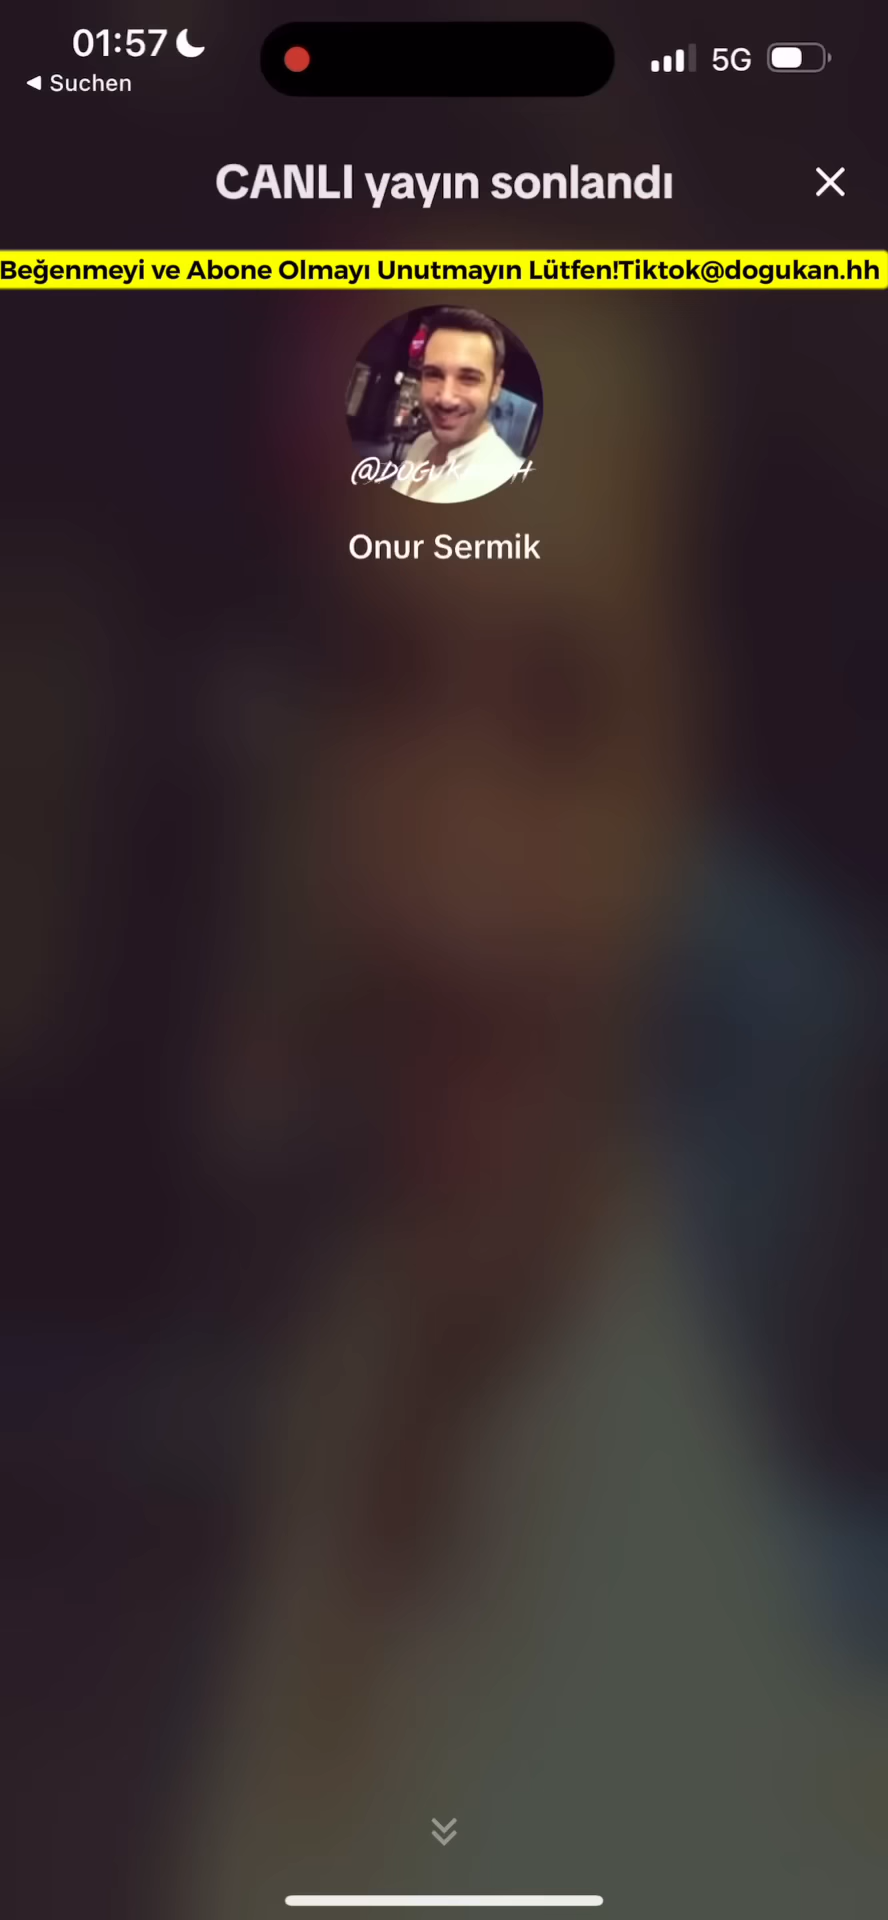 01:57
5G
Suchen
CANLI yayın sonlandı
Beğenmeyi ve Abone Olmayı Unutmayın Lütfen!Tiktok@dogukan.hh
Onur Sermik